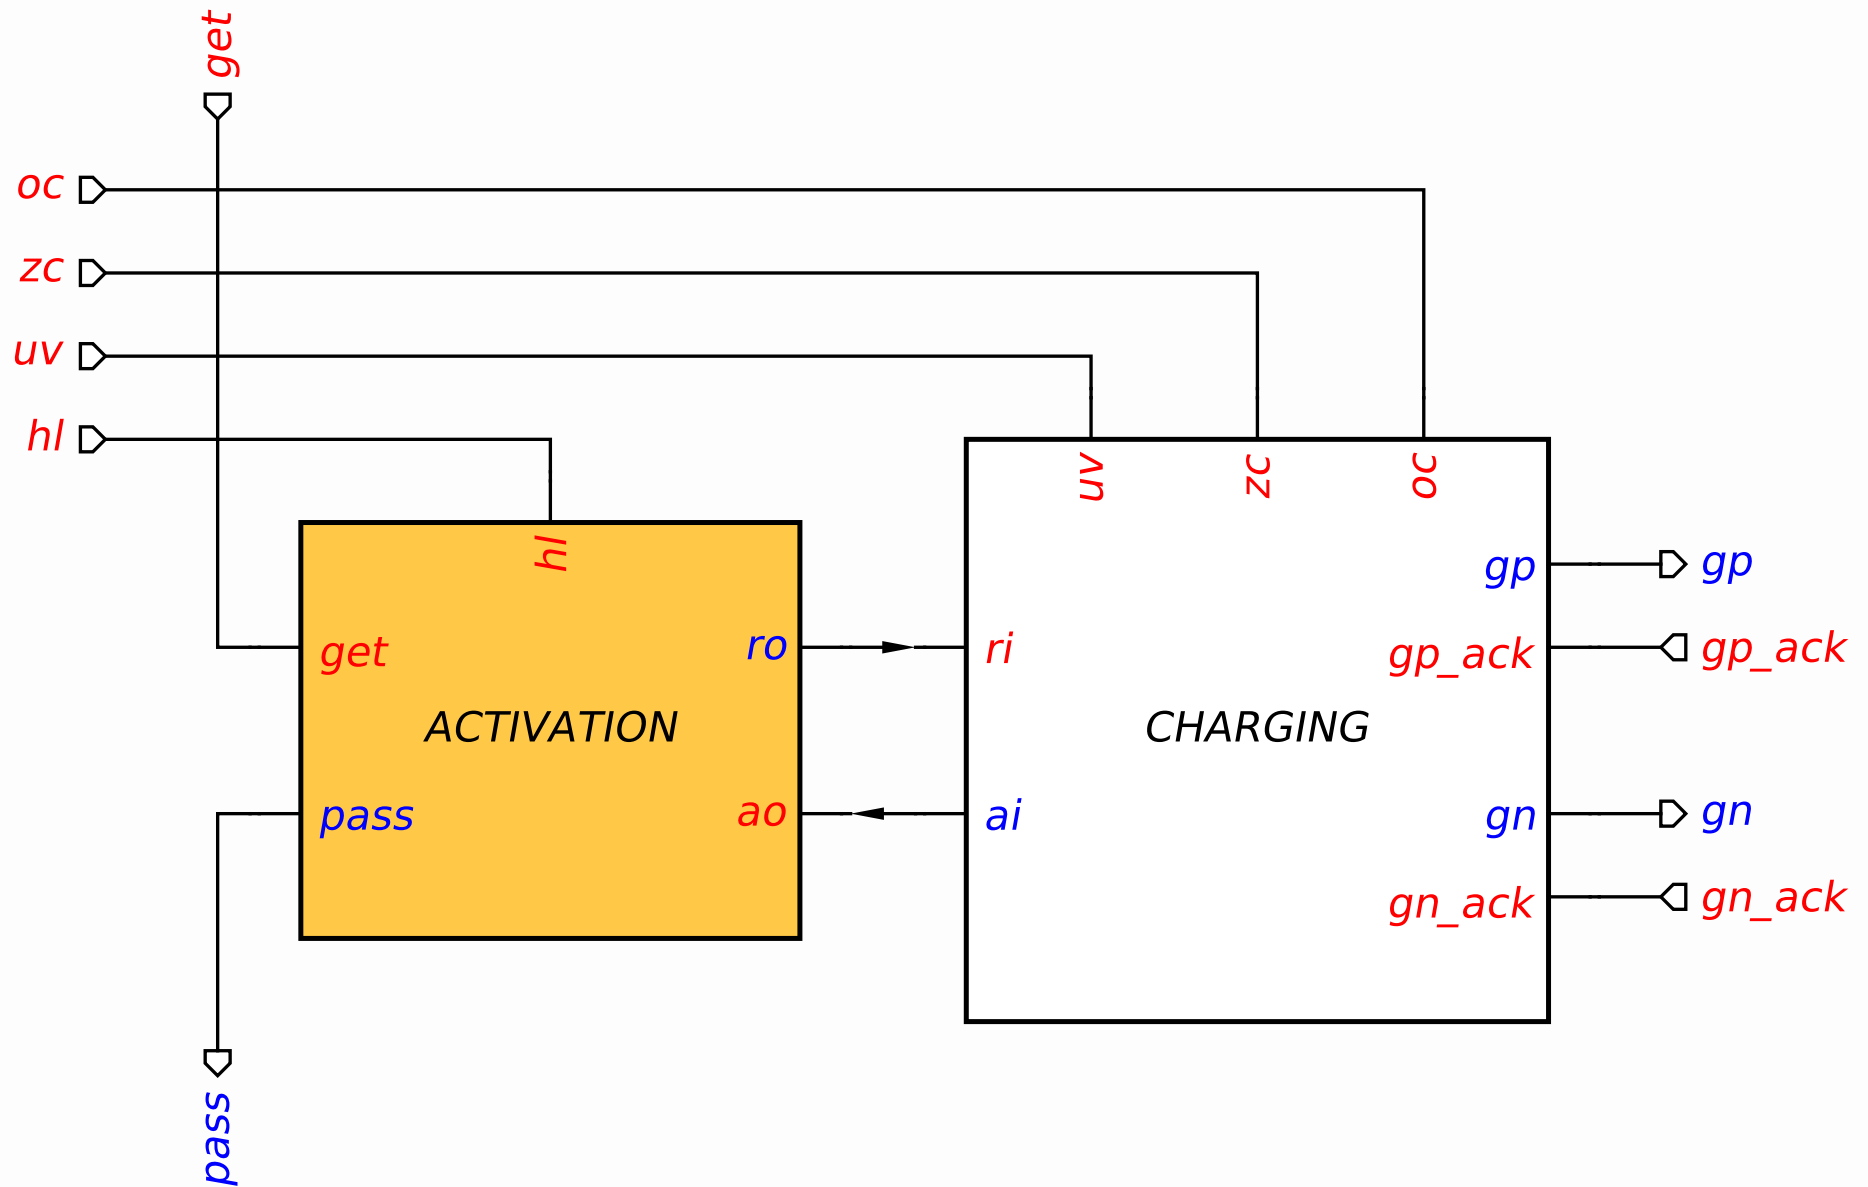 get
oc
zc
uv
hl
uv
zc
oc
hl
gp
gp
get
ro
ri
gp_ack
gp_ack
ACTIVATION
CHARGING
pass
ao
ai
gn
gn
gn_ack
gn_ack
pass